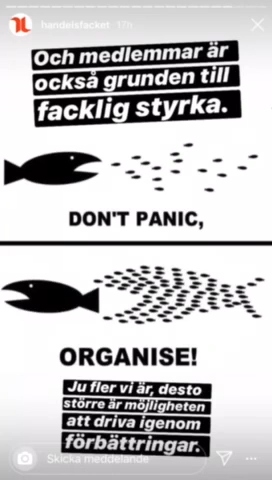 handelsfacket 17h
Och medlemmar är
också grunden till
facklig styrka.
DON'T PANIC,
ORGANISE!
Ju fler vi är, desto
större är möjligheten
att driva igenom
förbättringar.
Skicka meddelande